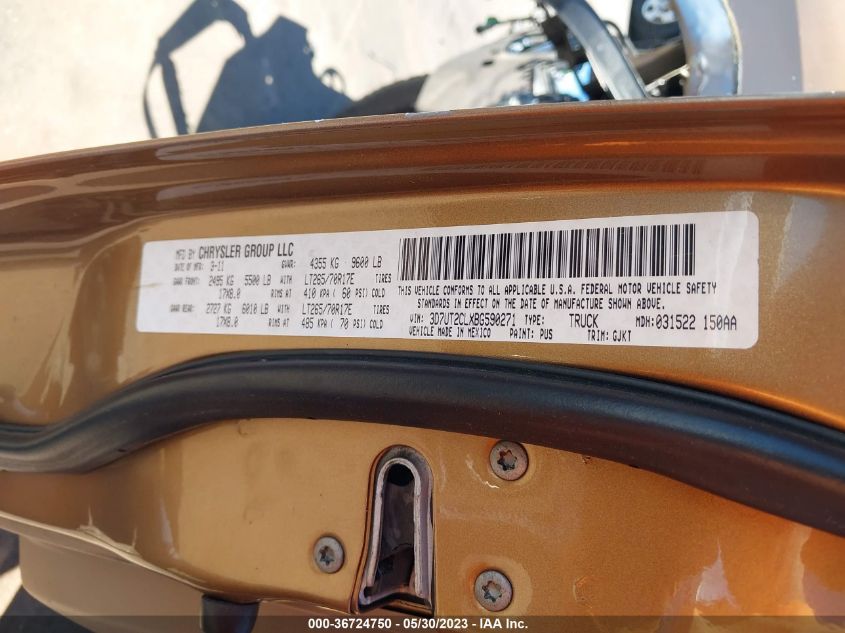 MFD BY CHRYSLER GROUP LLC
DATE OF MFR: 3-11 GVWR: 4355 KG 9600 LB
GAWR FRONT: 2495 KG 5500 LB WITH LT265/70R17E TIRES
17X8.0 RIMS AT 410 KPA ( 60 PSI) COLD
GAWR REAR: 2727 KG 6010 LB WITH LT265/70R17E TIRES
17X8.0 RIMS AT 485 KPA ( 70 PSI) COLD
THIS VEHICLE CONFORMS TO ALL APPLICABLE U.S.A. FEDERAL MOTOR VEHICLE SAFETY
STANDARDS IN EFFECT ON THE DATE OF MANUFACTURE SHOWN ABOVE.
VIN: 3D7UT2CLXBG590271 TYPE: TRUCK MDH: 031522 150AA
VEHICLE MADE IN MEXICO PAINT: PUS TRIM: GJKT
000-36724750 — 05/30/2023 — IAA Inc.